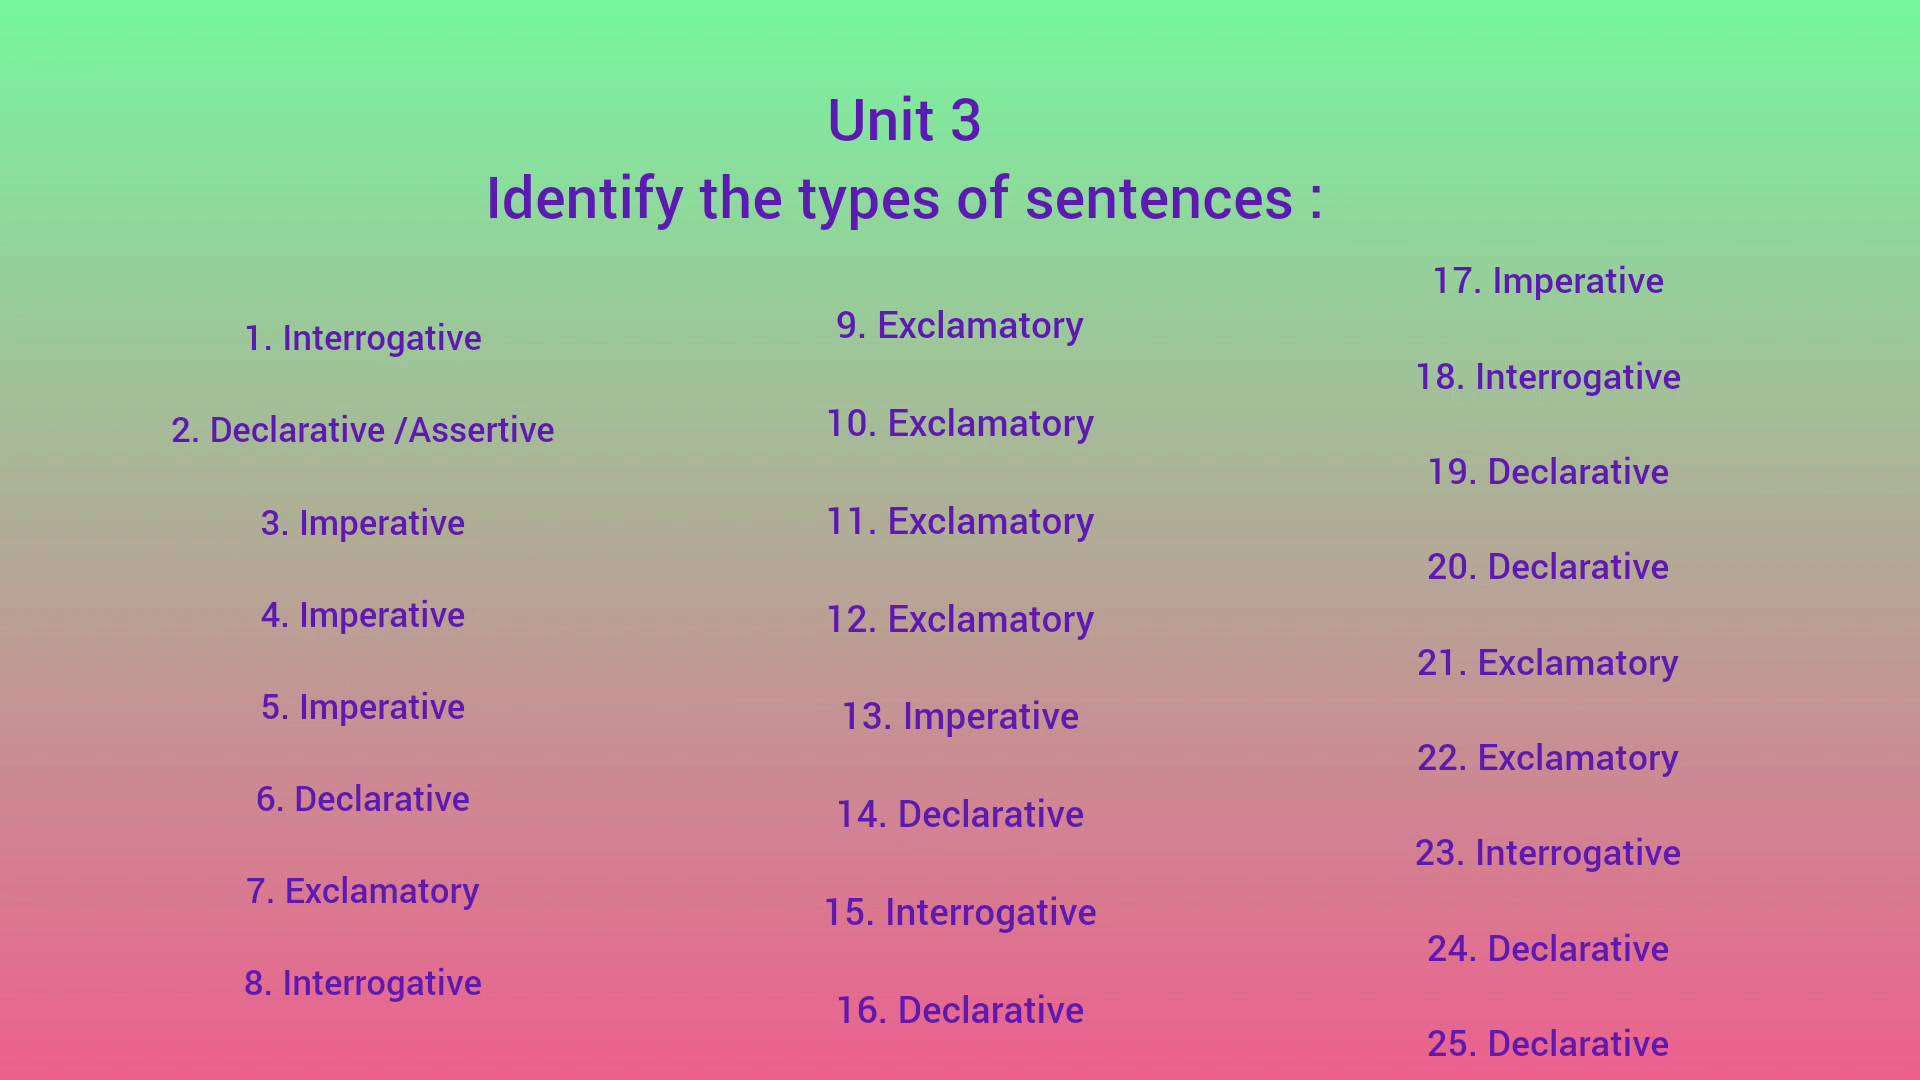 Unit 3
Identify the types of sentences :
1. Interrogative
2. Declarative /Assertive
3. Imperative
4. Imperative
5. Imperative
6. Declarative
7. Exclamatory
8. Interrogative
9. Exclamatory
10. Exclamatory
11. Exclamatory
12. Exclamatory
13. Imperative
14. Declarative
15. Interrogative
16. Declarative
17. Imperative
18. Interrogative
19. Declarative
20. Declarative
21. Exclamatory
22. Exclamatory
23. Interrogative
24. Declarative
25. Declarative